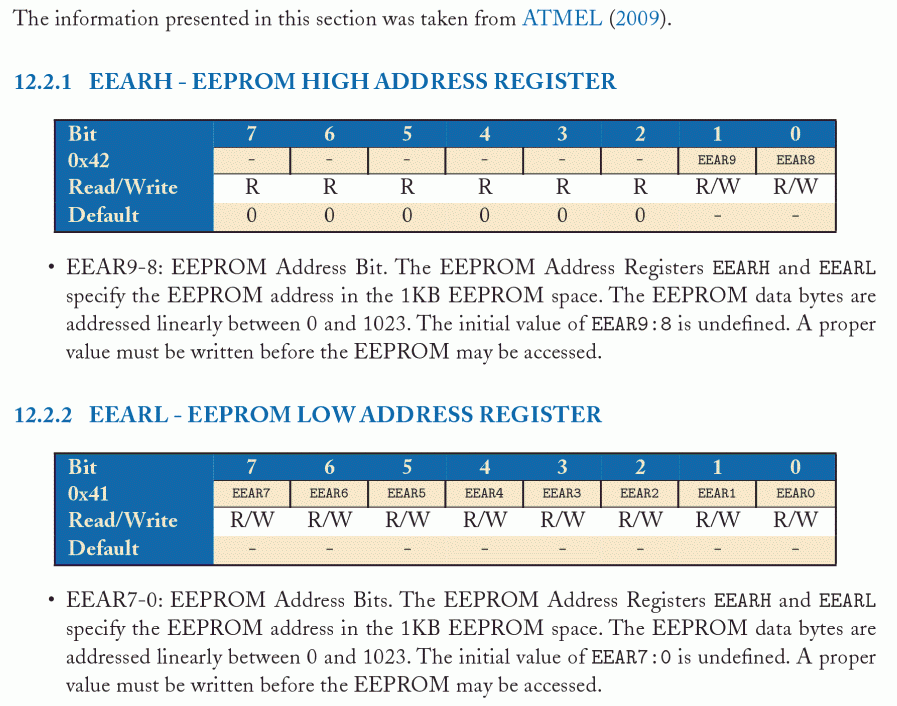 The information presented in this section was taken from ATMEL (2009).
12.2.1 EEARH - EEPROM HIGH ADDRESS REGISTER
Bit 7 6 5 4 3 2 1 0
0x42 - - - - - - EEAR9 EEAR8
Read/Write R R R R R R R/W R/W
Default 0 0 0 0 0 0 - -
• EEAR9-8: EEPROM Address Bit. The EEPROM Address Registers EEARH and EEARL
specify the EEPROM address in the 1KB EEPROM space. The EEPROM data bytes are
addressed linearly between 0 and 1023. The initial value of EEAR9:8 is undefined. A proper
value must be written before the EEPROM may be accessed.
12.2.2 EEARL - EEPROM LOW ADDRESS REGISTER
Bit 7 6 5 4 3 2 1 0
0x41 EEAR7 EEAR6 EEAR5 EEAR4 EEAR3 EEAR2 EEAR1 EEAR0
Read/Write R/W R/W R/W R/W R/W R/W R/W R/W
Default - - - - - - - -
• EEAR7-0: EEPROM Address Bits. The EEPROM Address Registers EEARH and EEARL
specify the EEPROM address in the 1KB EEPROM space. The EEPROM data bytes are
addressed linearly between 0 and 1023. The initial value of EEAR7:0 is undefined. A proper
value must be written before the EEPROM may be accessed.